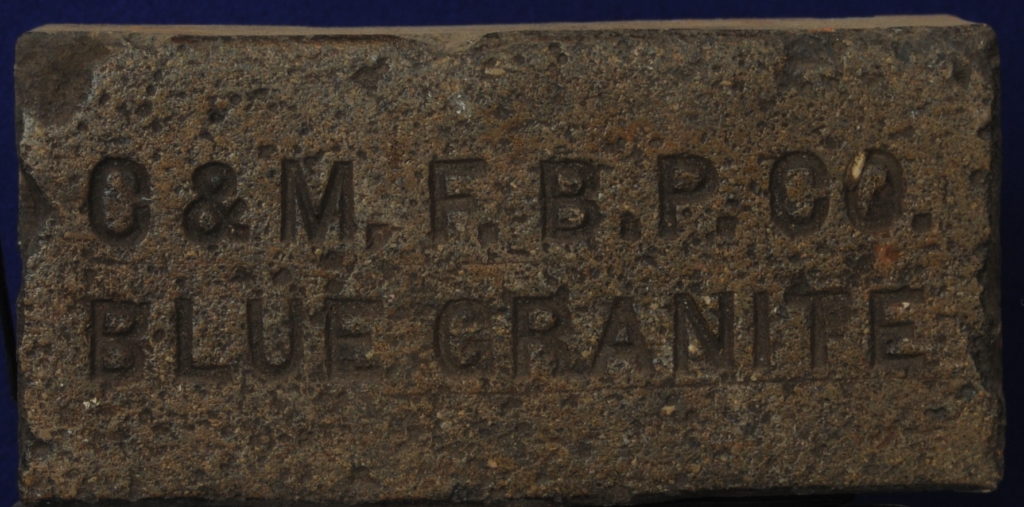 C & M. F. B. P. CO.
BLUE GRANITE